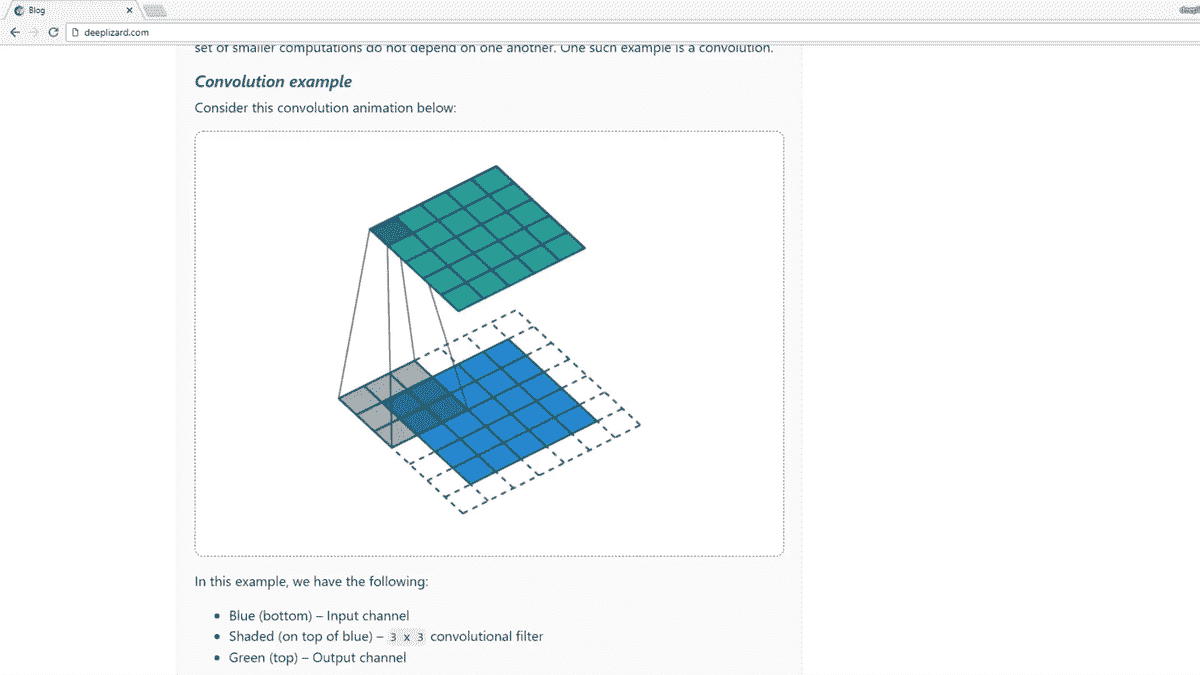 Blog
deeplizard.com
set of smaller computations do not depend on one another. One such example is a convolution.
Convolution example
Consider this convolution animation below:
In this example, we have the following:
• Blue (bottom) – Input channel
• Shaded (on top of blue) – 3 x 3 convolutional filter
• Green (top) – Output channel